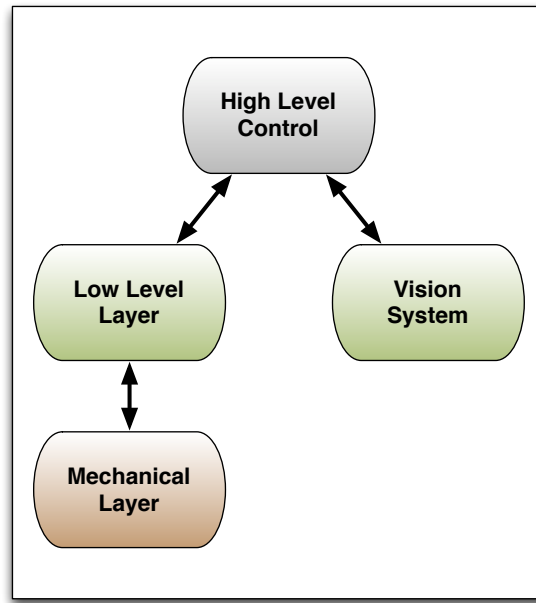 High Level
Control
Low Level
Layer
Vision
System
Mechanical
Layer